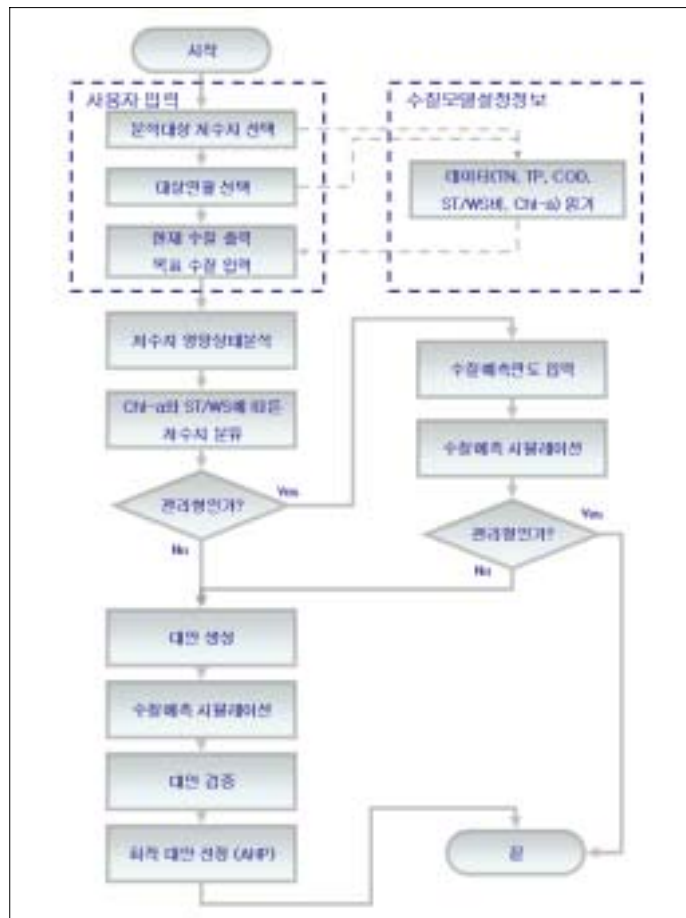 시작
사용자 입력
분석대상 저수지 선택
대상연월 선택
현재 수질 출력
목표 수질 입력
수질모델설정정보
데이터(TN, TP, COD,
ST/WS비, Chl-a) 읽기
저수지 영양상태분석
Chl-a와 ST/WS에 따른
저수지 분류
관리형인가?
Yes
No
수질예측년도 입력
수질예측 시뮬레이션
관리형인가?
Yes
No
대안 생성
수질예측 시뮬레이션
대안 검증
최적 대안 선정 (AHP)
끝